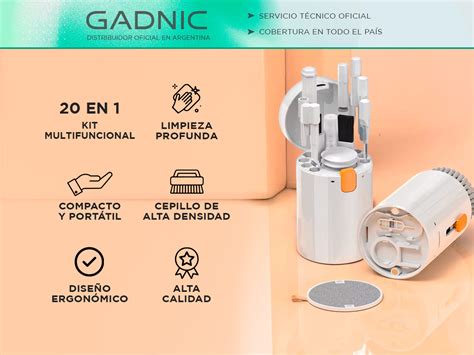 GADNIC
DISTRIBUIDOR OFICIAL EN ARGENTINA
SERVICIO TÉCNICO OFICIAL
COBERTURA EN TODO EL PAÍS
20 EN 1
KIT
MULTIFUNCIONAL
LIMPIEZA
PROFUNDA
COMPACTO
Y PORTÁTIL
CEPILLO DE
ALTA DENSIDAD
DISEÑO
ERGONÓMICO
ALTA
CALIDAD